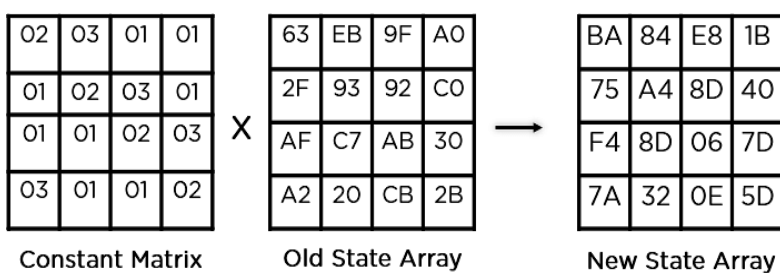 02 03 01 01 63 EB 9F A0 BA 84 E8 1B
01 02 03 01 2F 93 92 C0 75 A4 8D 40
01 01 02 03 X AF C7 AB 30 F4 8D 06 7D
03 01 01 02 A2 20 CB 2B 7A 32 0E 5D
Constant Matrix Old State Array New State Array